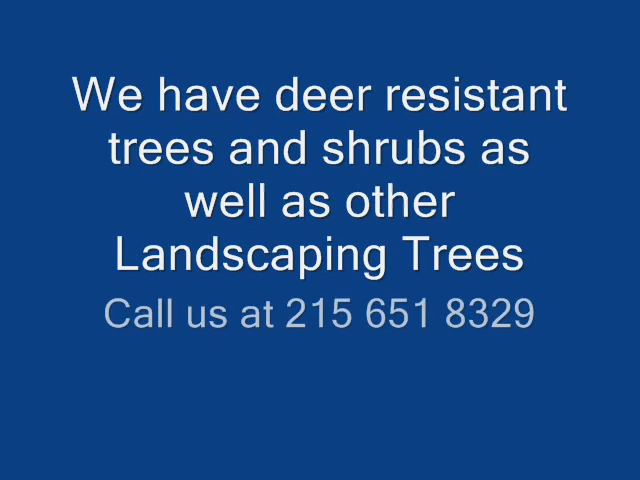 We have deer resistant
trees and shrubs as
well as other
Landscaping Trees
Call us at 215 651 8329